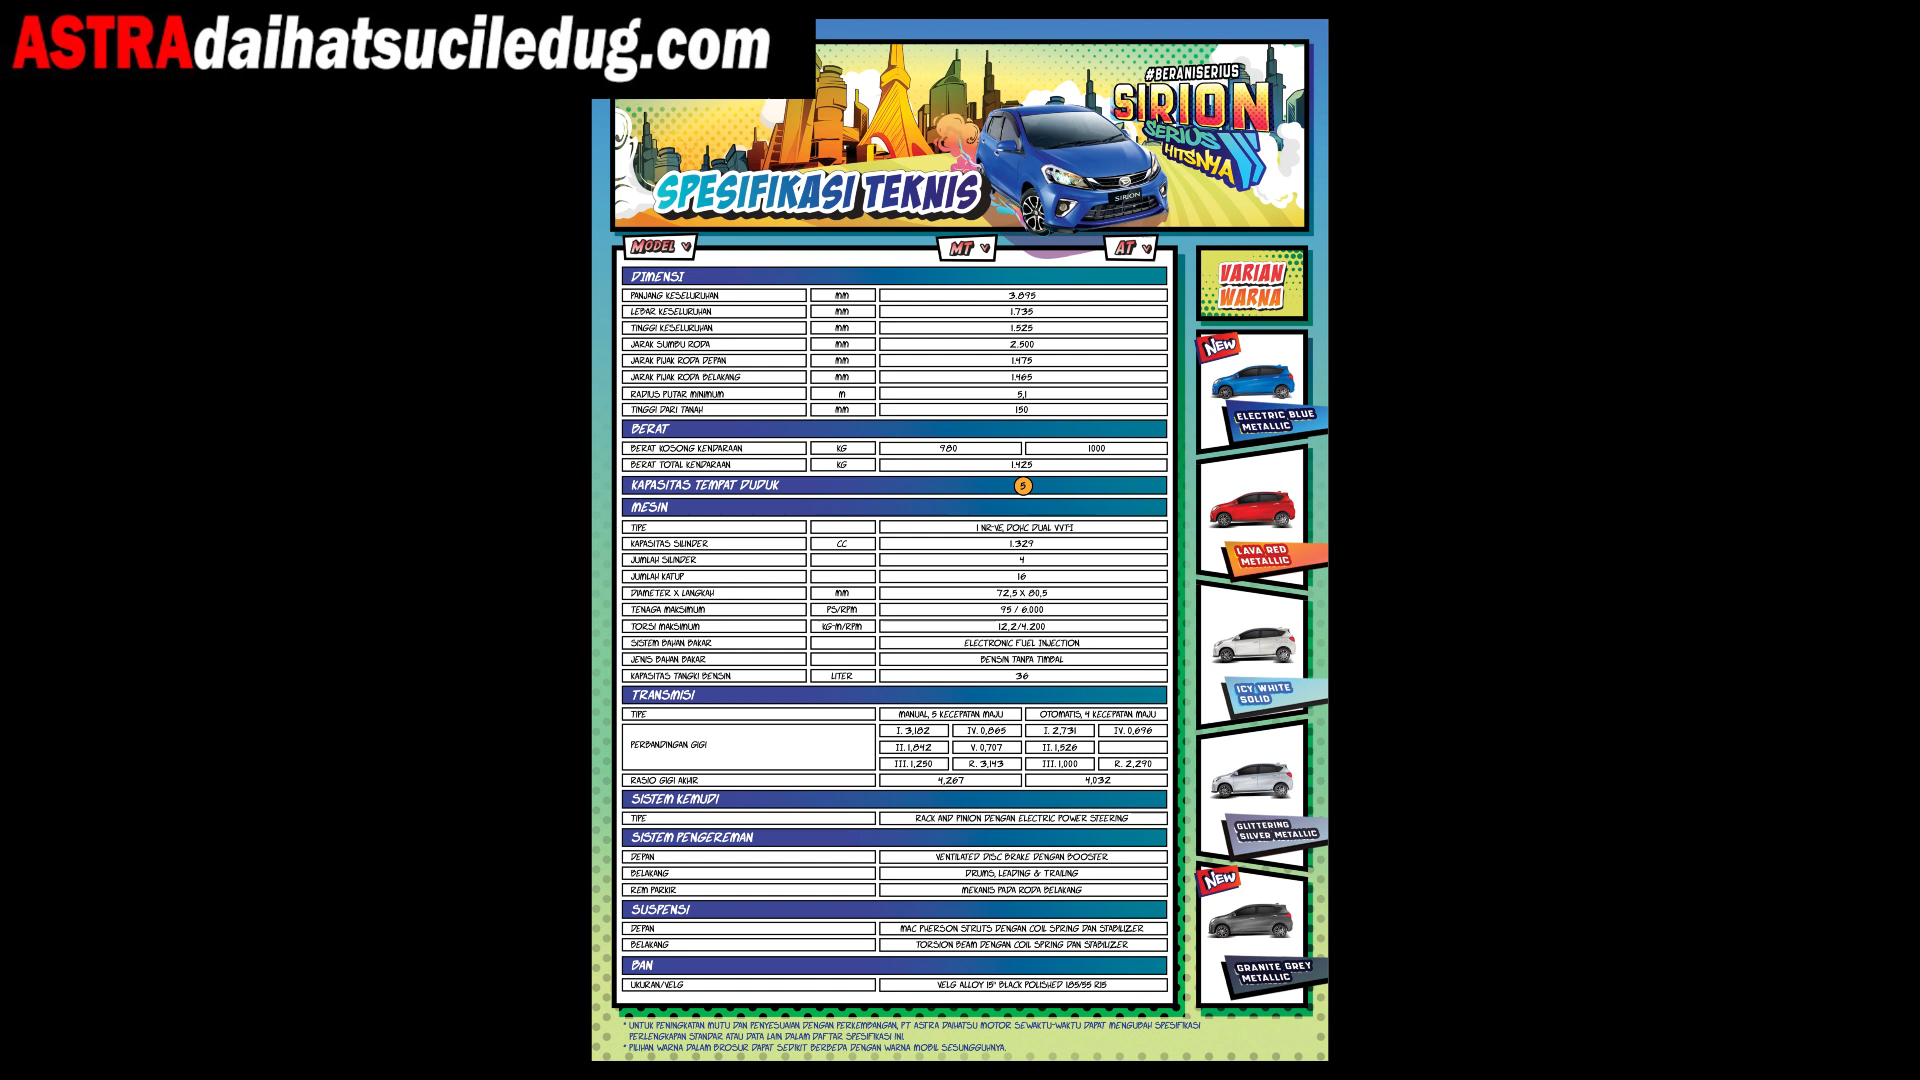 ASTRAdaihatsuciledug.com
#BERANISERIUS
SIRION
SERIUS
HITSNYA
SPESIFIKASI TEKNIS
SIRION
MODEL MT AT
VARIAN
WARNA
DIMENSI
PANJANG KESELURUHAN mm 3.895
LEBAR KESELURUHAN mm 1.735
TINGGI KESELURUHAN mm 1.525
JARAK SUMBU RODA mm 2.500
JARAK PIJAK RODA DEPAN mm 1.475
JARAK PIJAK RODA BELAKANG mm 1.465
RADIUS PUTAR MINIMUM m 5,1
TINGGI DARI TANAH mm 150
BERAT
BERAT KOSONG KENDARAAN KG 980 1000
BERAT TOTAL KENDARAAN KG 1.425
KAPASITAS TEMPAT DUDUK 5
MESIN
TIPE 1 NR-VE, DOHC DUAL VVT-I
KAPASITAS SILINDER CC 1.329
JUMLAH SILINDER 4
JUMLAH KATUP 16
DIAMETER X LANGKAH mm 72,5 X 80,5
TENAGA MAKSIMUM PS/RPM 95 / 6.000
TORSI MAKSIMUM KG-M/RPM 12,2/4.200
SISTEM BAHAN BAKAR ELECTRONIC FUEL INJECTION
JENIS BAHAN BAKAR BENSIN TANPA TIMBAL
KAPASITAS TANGKI BENSIN LITER 36
TRANSMISI
TIPE MANUAL, 5 KECEPATAN MAJU OTOMATIS, 4 KECEPATAN MAJU
PERBANDINGAN GIGI
I. 3,182 IV. 0,865 I. 2,731 IV. 0,696
II. 1,842 V. 0,707 II. 1,526
III. 1,250 R. 3,143 III. 1,000 R. 2,290
RASIO GIGI AKHIR 4,267 4,032
SISTEM KEMUDI
TIPE RACK AND PINION DENGAN ELECTRIC POWER STEERING
SISTEM PENGEREMAN
DEPAN VENTILATED DISC BRAKE DENGAN BOOSTER
BELAKANG DRUMS, LEADING & TRAILING
REM PARKIR MEKANIS PADA RODA BELAKANG
SUSPENSI
DEPAN MAC PHERSON STRUTS DENGAN COIL SPRING DAN STABILIZER
BELAKANG TORSION BEAM DENGAN COIL SPRING DAN STABILIZER
BAN
UKURAN/VELG VELG ALLOY 15" BLACK POLISHED 185/55 R15
NEW
ELECTRIC BLUE
METALLIC
LAVA RED
METALLIC
ICY WHITE
SOLID
GLITTERING
SILVER METALLIC
NEW
GRANITE GREY
METALLIC
* UNTUK PENINGKATAN MUTU DAN PENYESUAIAN DENGAN PERKEMBANGAN, PT ASTRA DAIHATSU MOTOR SEWAKTU-WAKTU DAPAT MENGUBAH SPESIFIKASI
PERLENGKAPAN STANDAR ATAU DATA LAIN DALAM DAFTAR SPESIFIKASI INI.
* PILIHAN WARNA DALAM BROSUR DAPAT SEDIKIT BERBEDA DENGAN WARNA MOBIL SESUNGGUHNYA.